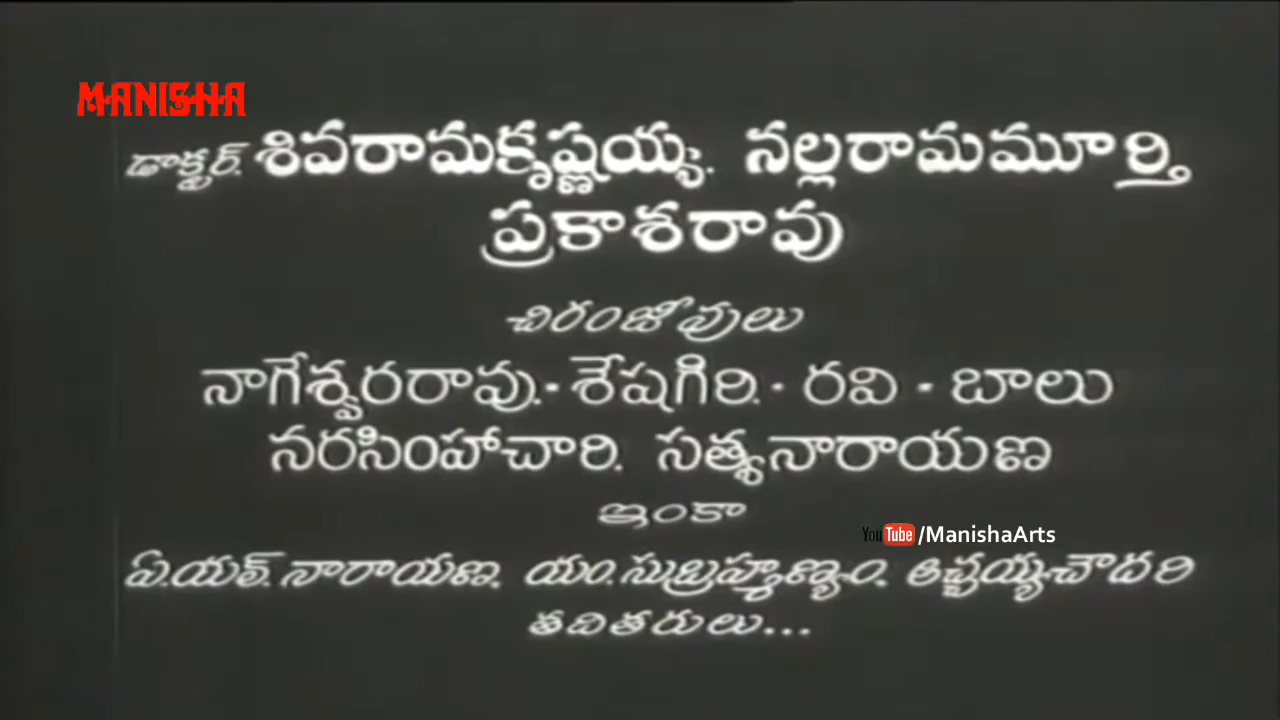 MANISHA
డాక్టర్. శివరామకృష్ణయ్య. నల్లరామమూర్తి
ప్రకాశరావు
చిరంజీవులు
నాగేశ్వరరావు.- శేషగిరి. - రవి - బాలు
నరసింహాచారి. సత్యనారాయణ
ఇంకా
YouTube /ManishaArts
ఏ.యల్. నారాయణ. యం. సుబ్రహ్మణ్యం. అచ్చయ్యచౌదరి
తదితరులు...